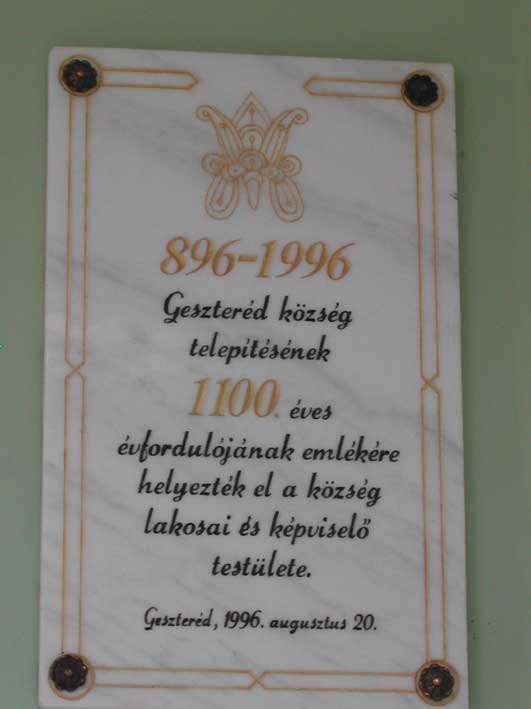 896-1996
Geszteréd község
telepítésének
1100. éves
évfordulójának emlékére
helyezték el a község
lakosai és képviselő
testülete.
Geszteréd, 1996. augusztus 20.